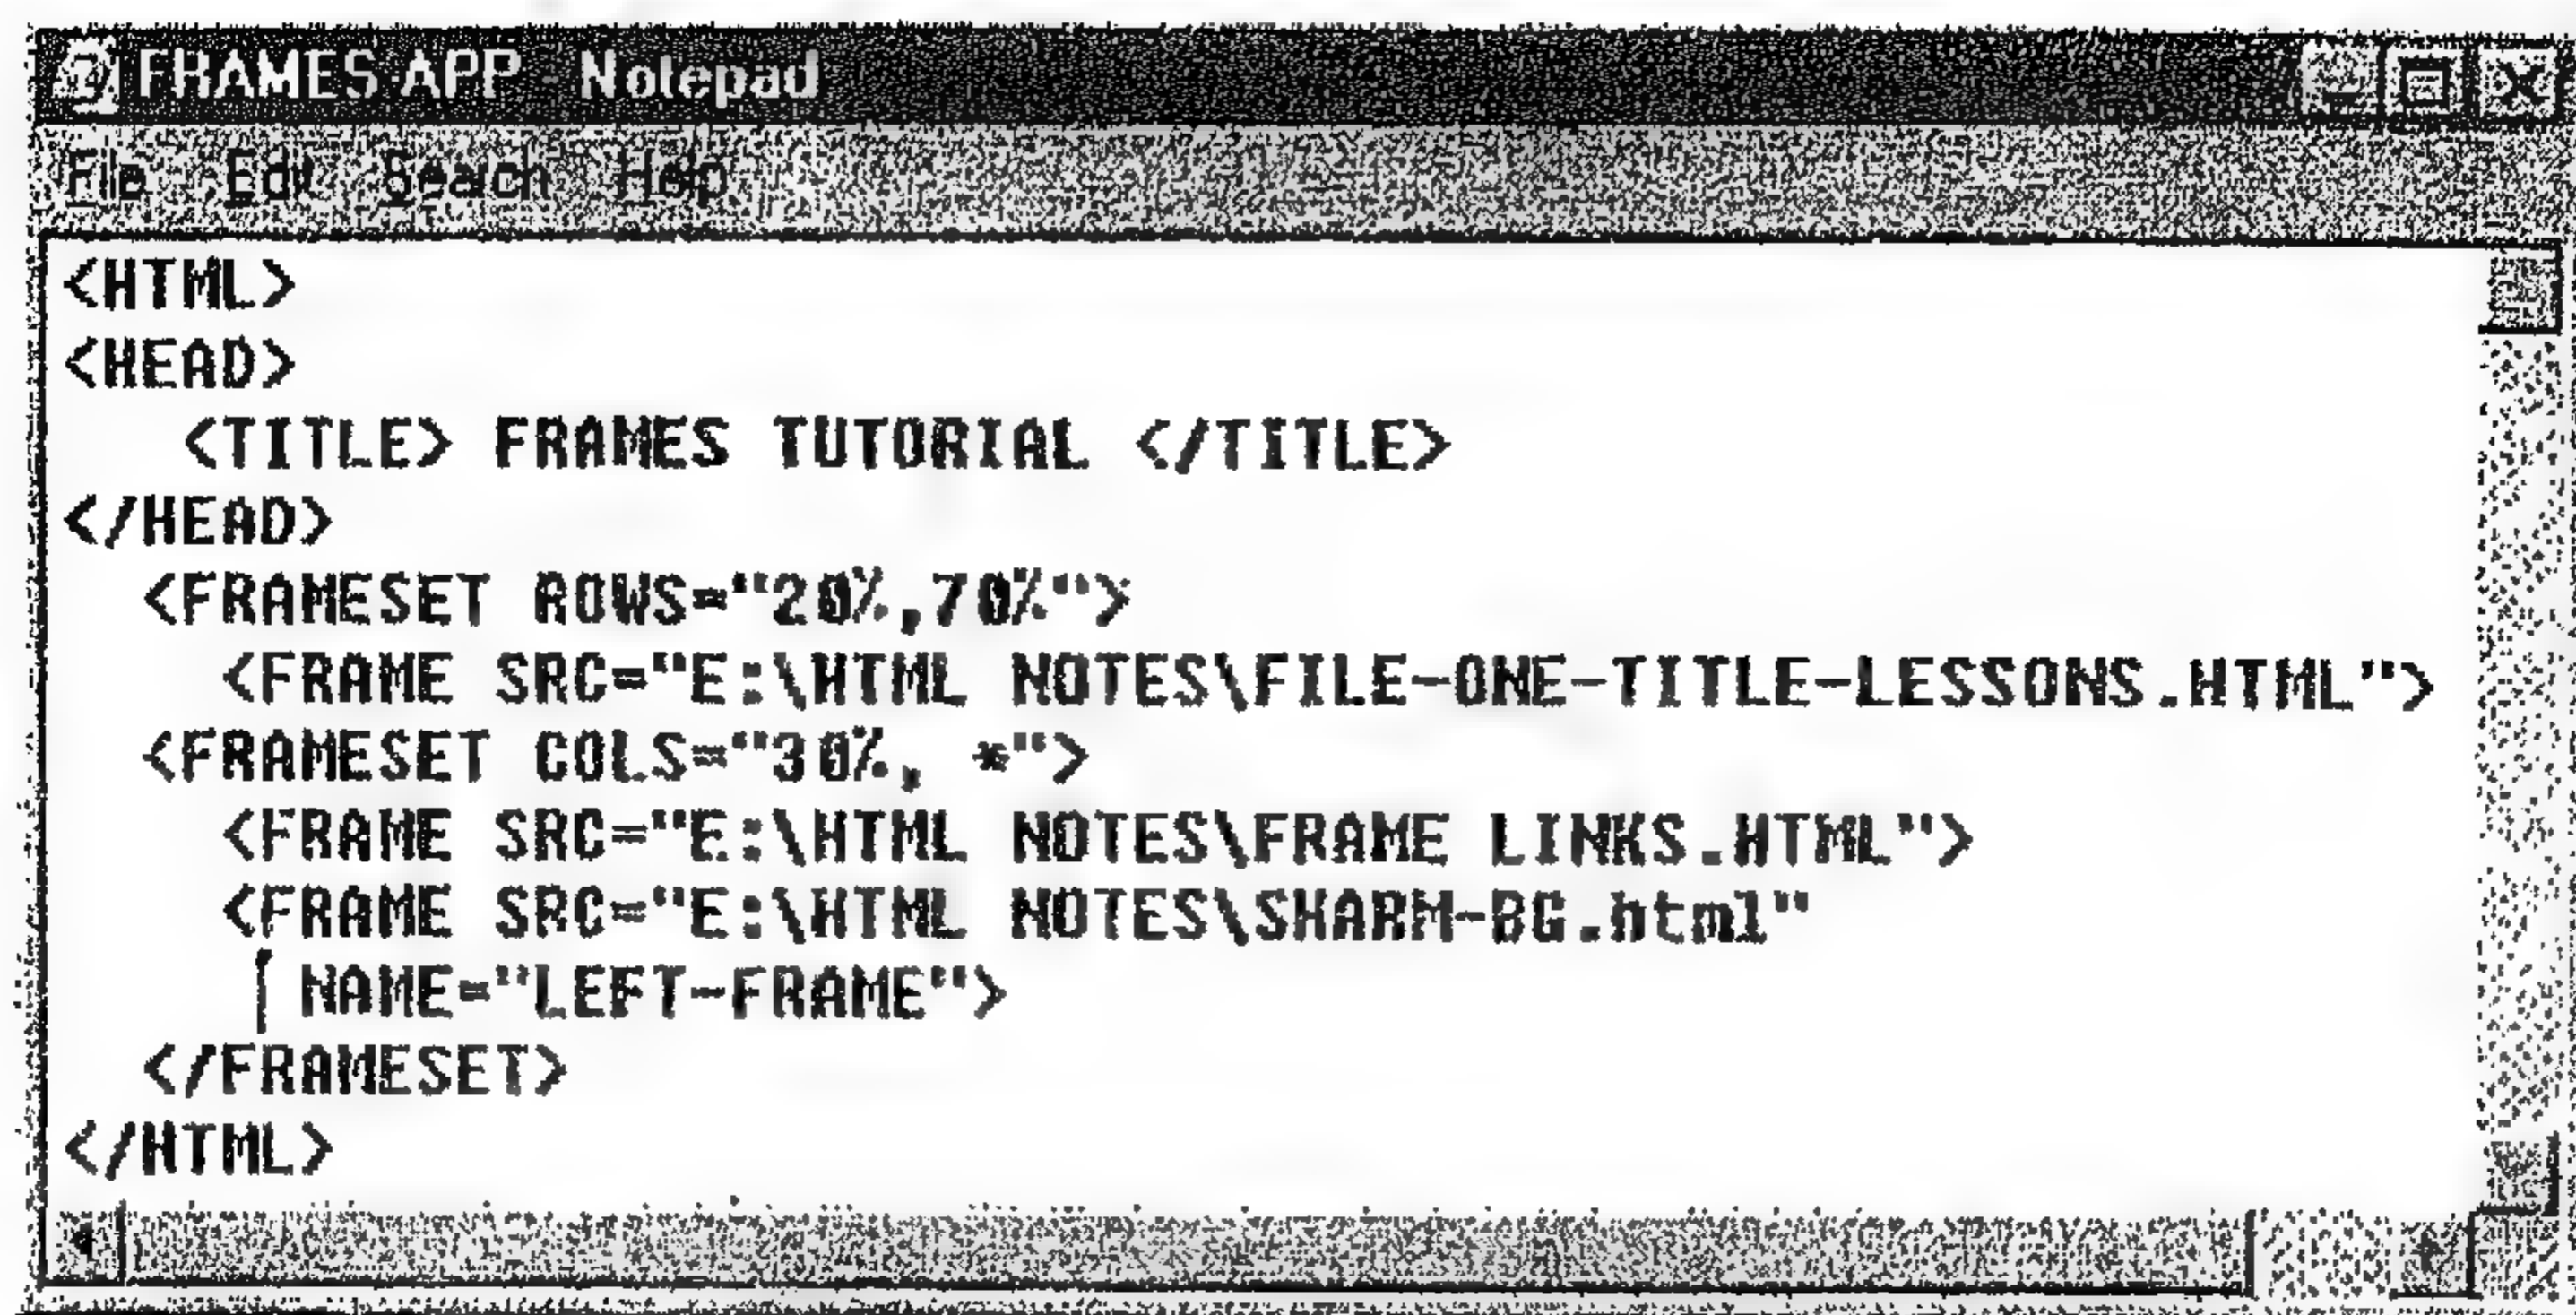 FRAMES-APP - Notepad
File Edit Search Help
<HTML>
<HEAD>
<TITLE> FRAMES TUTORIAL </TITLE>
</HEAD>
<FRAMESET ROWS="20%,70%">
<FRAME SRC="E:\HTML NOTES\FILE-ONE-TITLE-LESSONS.HTML">
<FRAMESET COLS="30%, *">
<FRAME SRC="E:\HTML NOTES\FRAME LINKS.HTML">
<FRAME SRC="E:\HTML NOTES\SHARM-BG.html"
NAME="LEFT-FRAME">
</FRAMESET>
</HTML>